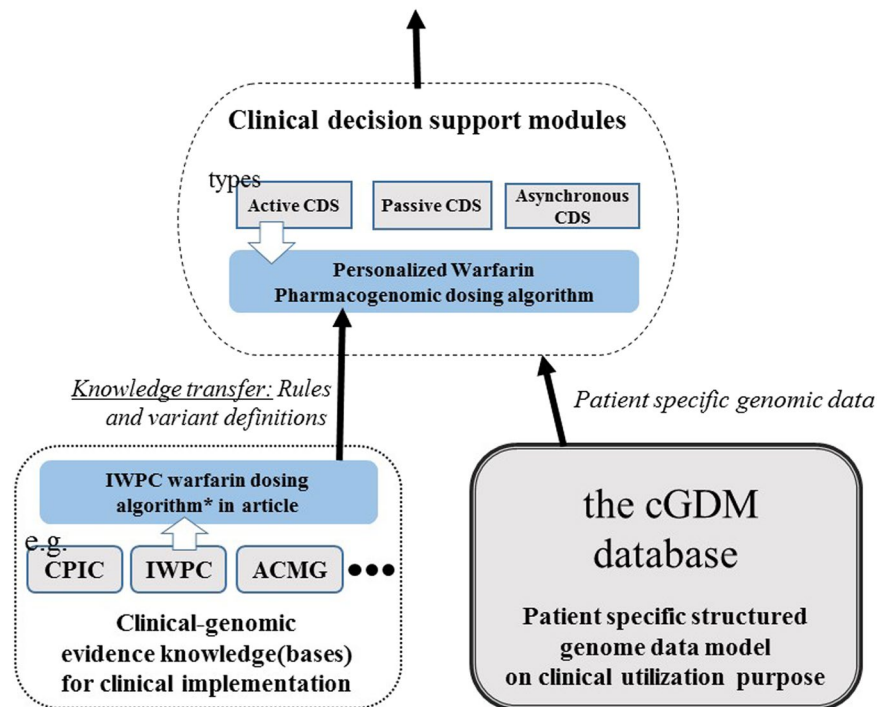 Clinical decision support modules
types
Active CDS
Passive CDS
Asynchronous
CDS
Personalized Warfarin
Pharmacogenomic dosing algorithm
Knowledge transfer: Rules
and variant definitions
Patient specific genomic data
IWPC warfarin dosing
algorithm* in article
e.g.
CPIC
IWPC
ACMG
●●●
Clinical-genomic
evidence knowledge(bases)
for clinical implementation
the cGDM
database
Patient specific structured
genome data model
on clinical utilization purpose